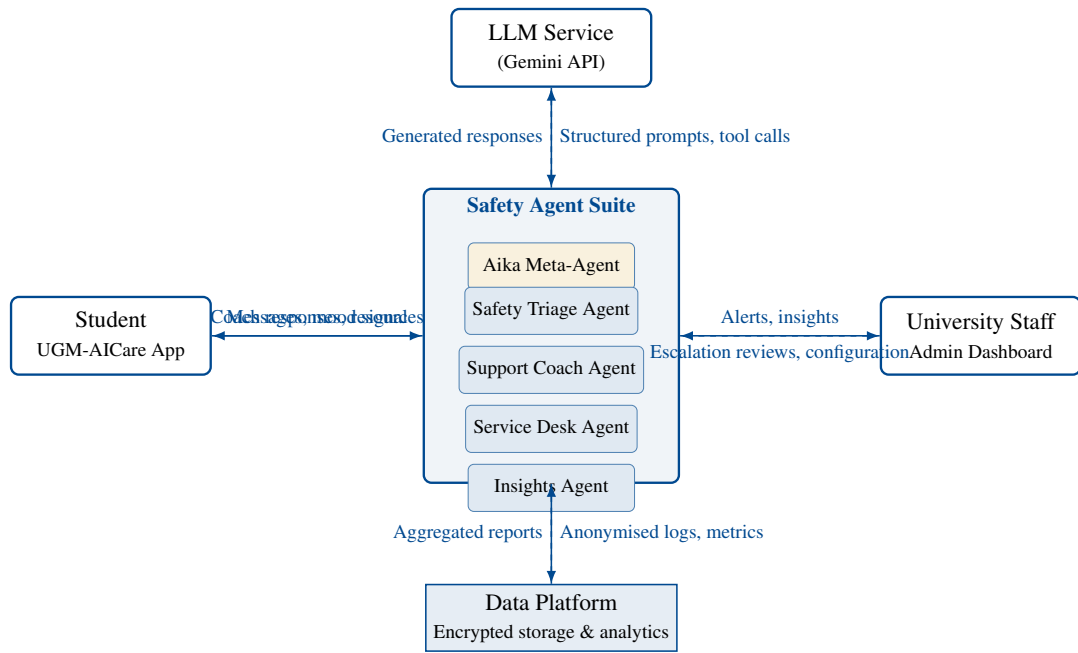 LLM Service
(Gemini API)
Generated responses
Structured prompts, tool calls
Safety Agent Suite
Aika Meta-Agent
Safety Triage Agent
Support Coach Agent
Service Desk Agent
Insights Agent
Student
UGM-AICare App
Alerts, insights
Escalation reviews, configuration
University Staff
Admin Dashboard
Aggregated reports
Anonymised logs, metrics
Data Platform
Encrypted storage & analytics